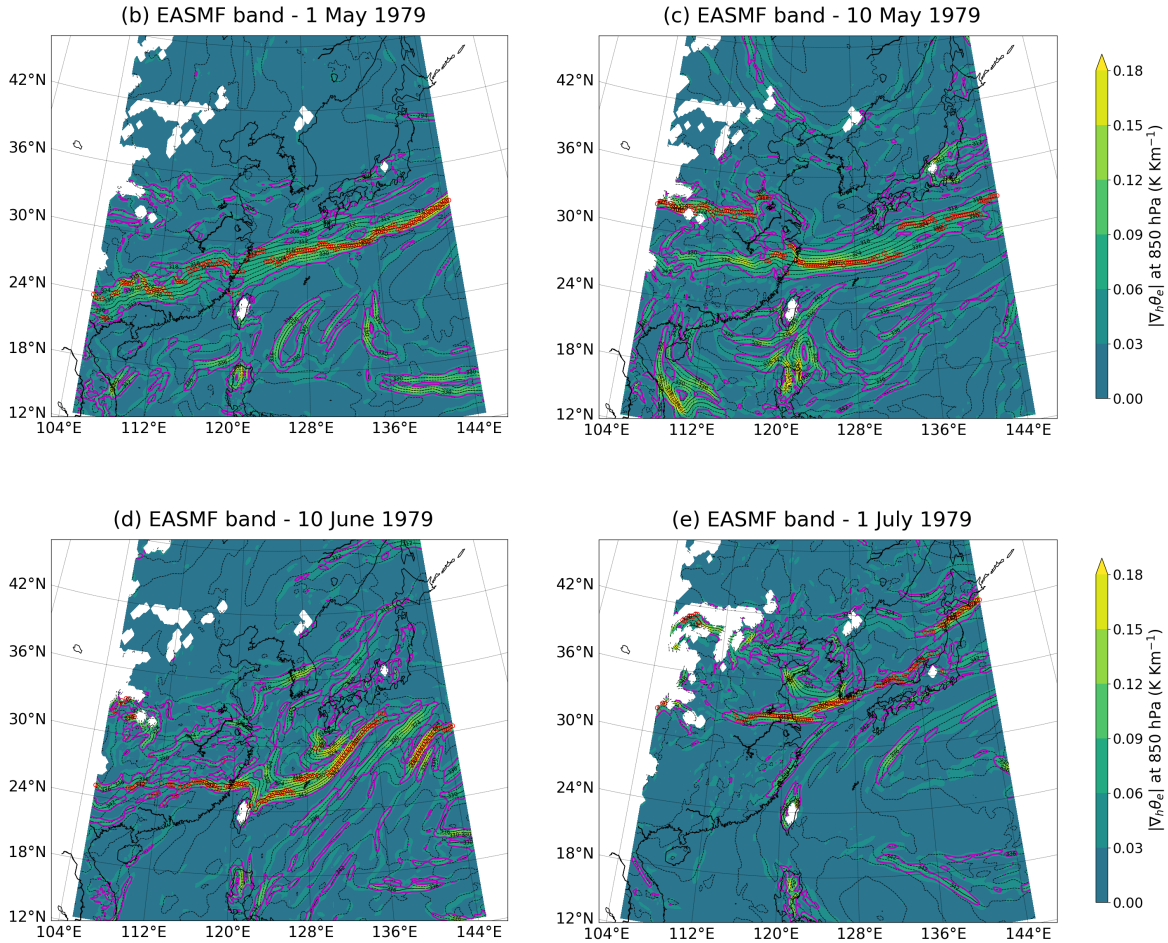 (b) EASMF band - 1 May 1979
(c) EASMF band - 10 May 1979
42°N
36°N
30°N
24°N
18°N
12°N
104°E 112°E 120°E 128°E 136°E 144°E
42°N
36°N
30°N
24°N
18°N
12°N
104°E 112°E 120°E 128°E 136°E 144°E
0.18
0.15
0.12
0.09
0.06
0.03
0.00
|∇ₕθₑ| at 850 hPa (K Km⁻¹)
(d) EASMF band - 10 June 1979
(e) EASMF band - 1 July 1979
42°N
36°N
30°N
24°N
18°N
12°N
104°E 112°E 120°E 128°E 136°E 144°E
42°N
36°N
30°N
24°N
18°N
12°N
104°E 112°E 120°E 128°E 136°E 144°E
0.18
0.15
0.12
0.09
0.06
0.03
0.00
|∇ₕθₑ| at 850 hPa (K Km⁻¹)